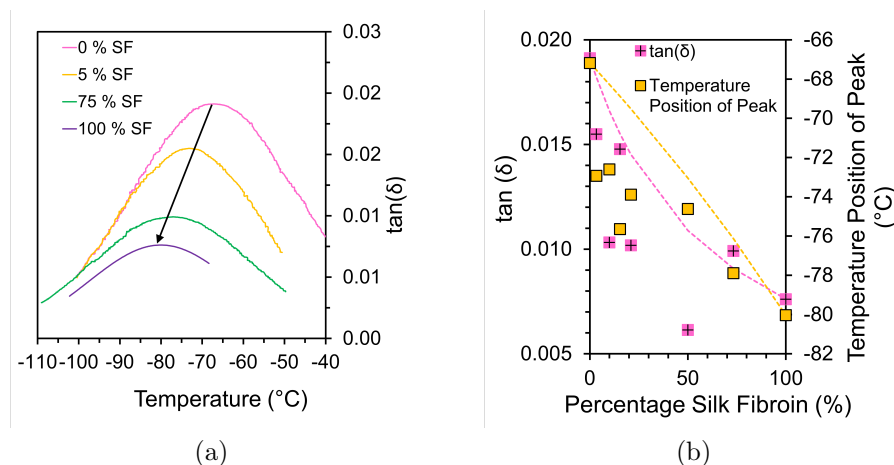 0 % SF
5 % SF
75 % SF
100 % SF
0.03
0.02
0.02
0.01
0.01
0.00
tan(δ)
-110 -100 -90 -80 -70 -60 -50 -40
Temperature (°C)
(a)
tan(δ)
Temperature
Position of Peak
0.020
0.015
0.010
0.005
tan (δ)
-66
-67
-70
-72
-74
-76
-78
-80
-82
Temperature Position of Peak
(°C)
0 50 100
Percentage Silk Fibroin (%)
(b)